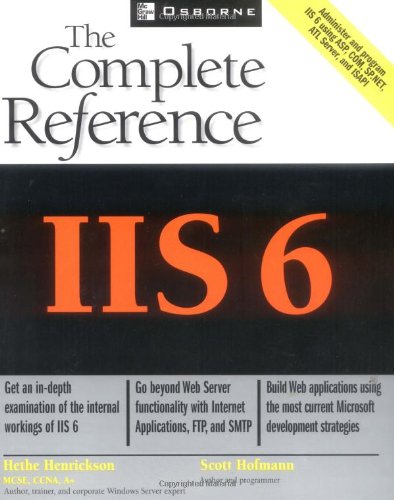 Mc
Graw
Hill
OSBORNE
The
Complete
Reference
Administer and program
IIS 6 using ASP, COM, SP.NET,
ATL Server, and ISAPI
IIS 6
Get an in-depth
examination of the internal
workings of IIS 6
Go beyond Web Server
functionality with Internet
Applications, FTP, and SMTP
Build Web applications using
the most current Microsoft
development strategies
Hethe Henrickson
MCSE, CCNA, A+
Author, trainer, and corporate Windows Server expert
Scott Hofmann
Author and programmer